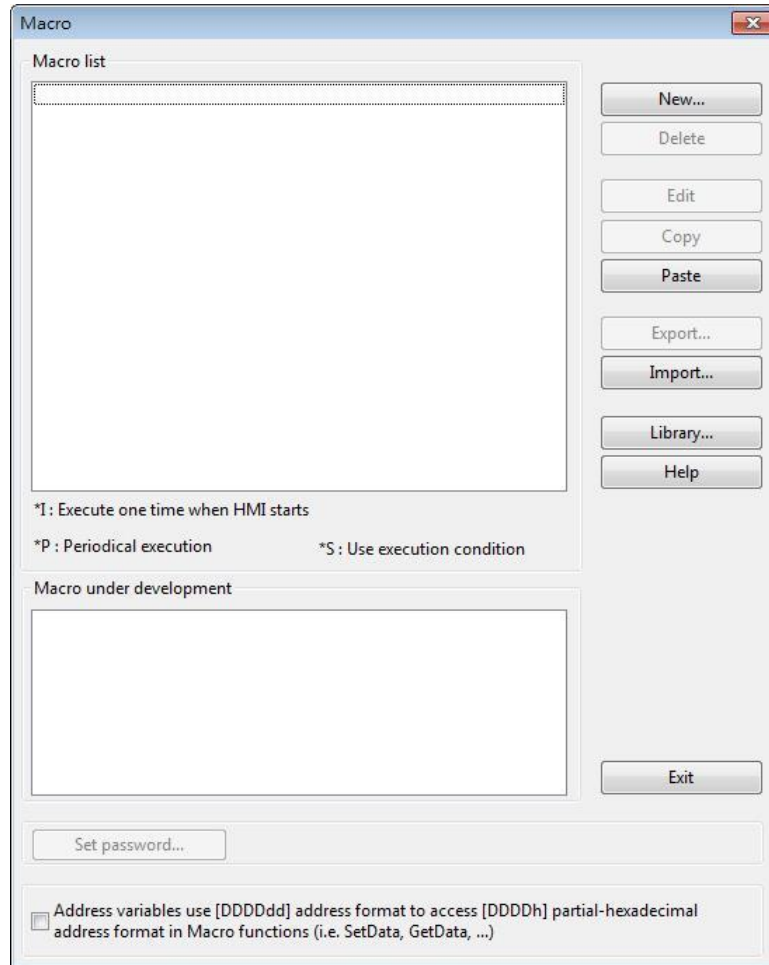 Macro
Macro list
New...
Delete
Edit
Copy
Paste
Export...
Import...
Library...
Help
*I : Execute one time when HMI starts
*P : Periodical execution
*S : Use execution condition
Macro under development
Exit
Set password...
Address variables use [DDDDdd] address format to access [DDDDh] partial-hexadecimal
address format in Macro functions (i.e. SetData, GetData, ...)